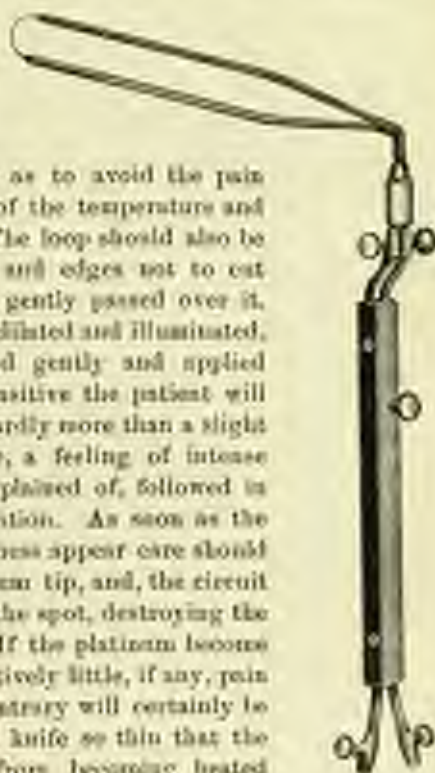 as to avoid the pain
of the temperature and
The loop should also be
and edges not to cut
gently passed over it.
dilated and illuminated,
d gently and applied
sitive the patient will
ardly more than a slight
, a feeling of intense
plained of, followed in
ation. As soon as the
ness appear care should
um tip, and, the circuit
the spot, destroying the
If the platinum become
tively little, if any, pain
ntrary will certainly be
knife so thin that the
from becoming heated